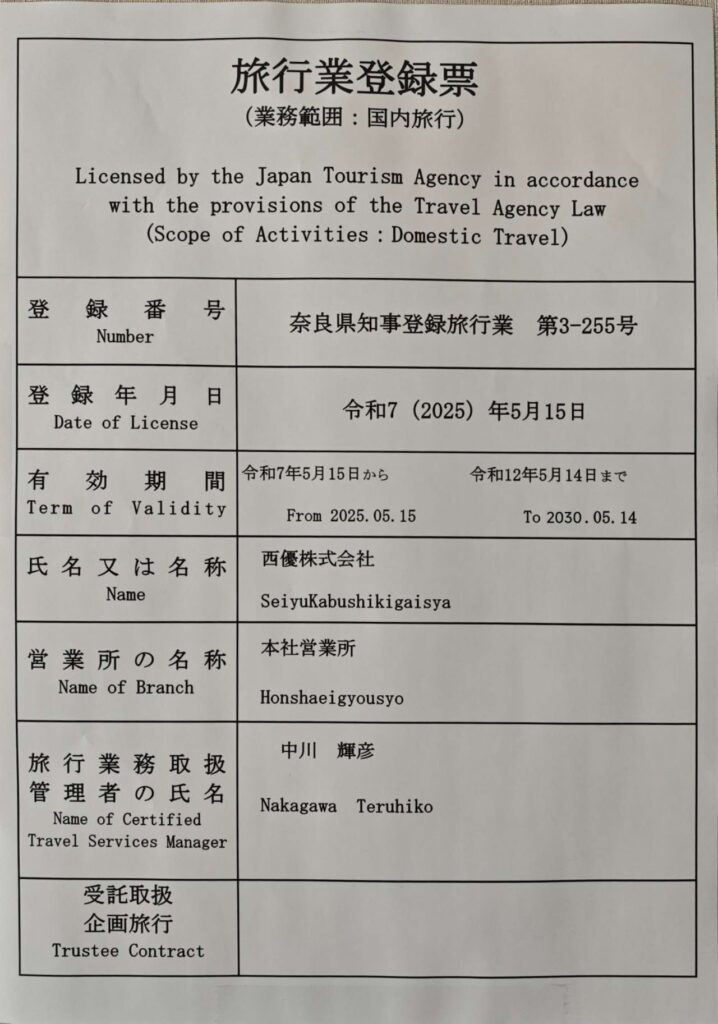 旅行業登録票
（業務範囲：国内旅行）
Licensed by the Japan Tourism Agency in accordance
with the provisions of the Travel Agency Law
(Scope of Activities：Domestic Travel)
登録番号
Number
奈良県知事登録旅行業　第3-255号
登録年月日
Date of License
令和7（2025）年5月15日
有効期間
Term of Validity
令和7年5月15日から　令和12年5月14日まで
From 2025.05.15　To 2030.05.14
氏名又は名称
Name
西優株式会社
SeiyuKabushikigaisya
営業所の名称
Name of Branch
本社営業所
Honshaeigyousyo
旅行業務取扱
管理者の氏名
Name of Certified
Travel Services Manager
中川　輝彦
Nakagawa　Teruhiko
受託取扱
企画旅行
Trustee Contract